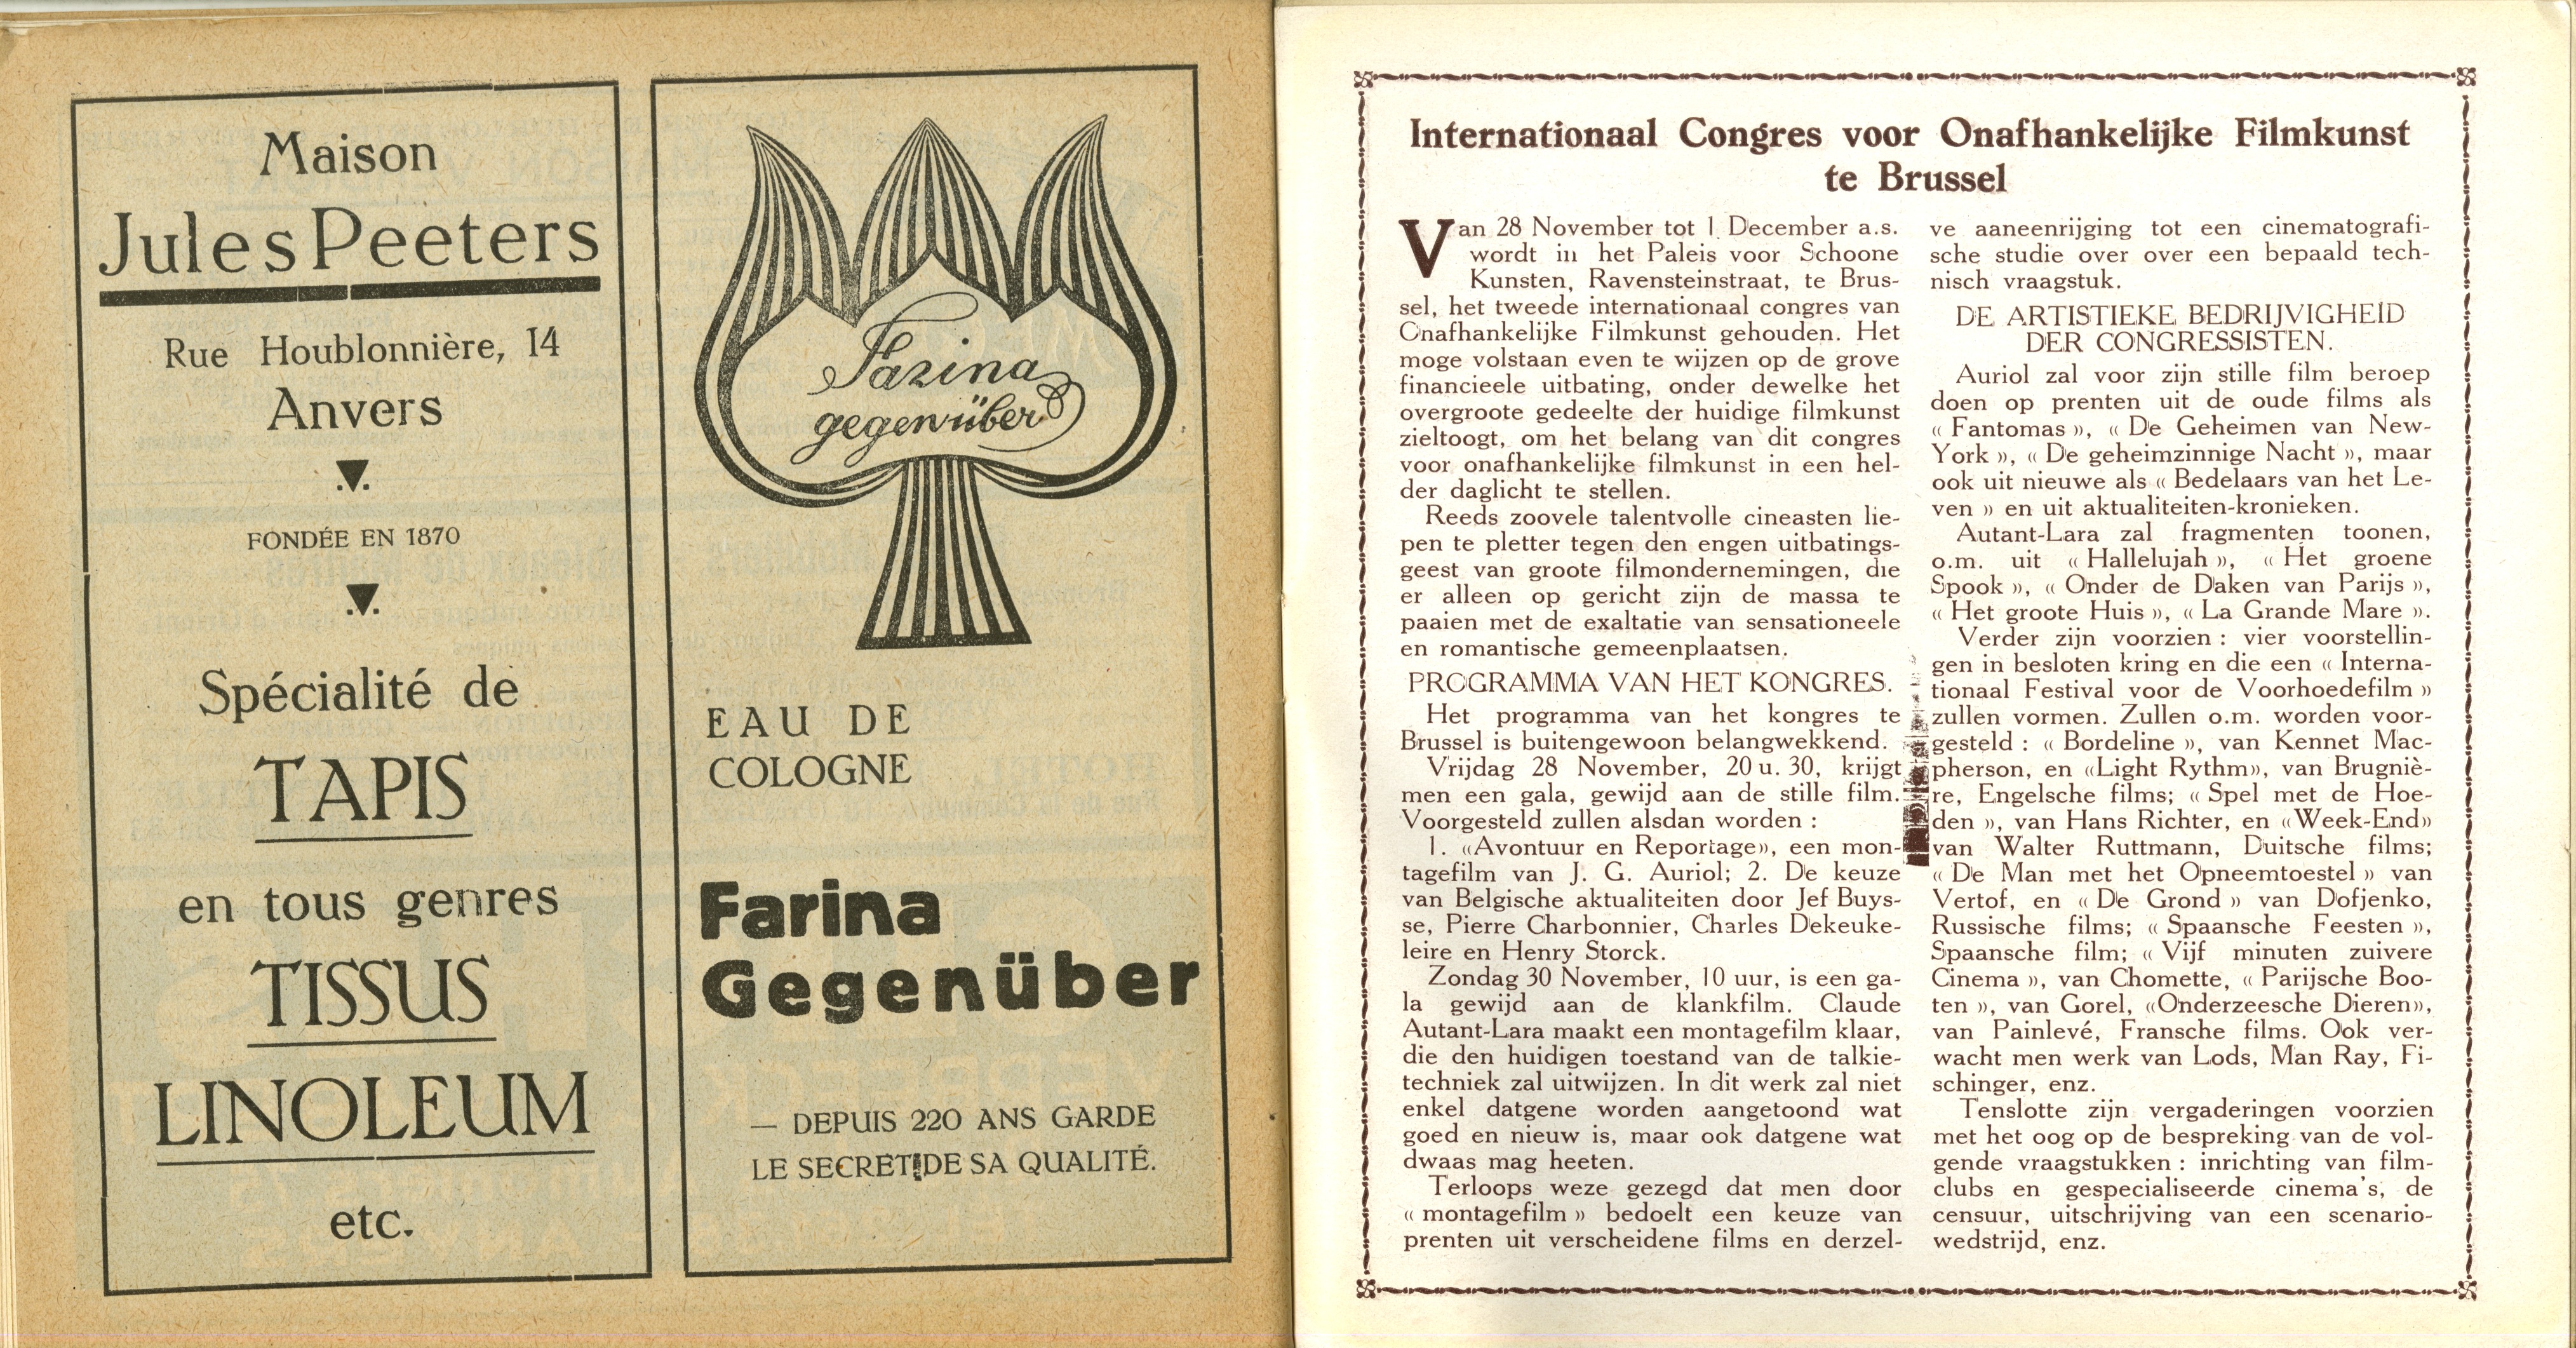 Maison
Jules Peeters
Rue Houblonnière, 14
Anvers
FONDÉE EN 1870
Spécialité de
TAPIS
en tous genres
TISSUS
LINOLEUM
etc.
Farina
gegenüber
EAU DE
COLOGNE
Farina
Gegenüber
— DEPUIS 220 ANS GARDE
LE SECRET DE SA QUALITÉ.
Internationaal Congres voor Onafhankelijke Filmkunst
te Brussel
Van 28 November tot 1 December a.s.
wordt in het Paleis voor Schoone
Kunsten, Ravensteinstraat, te Brus-
sel, het tweede internationaal congres van
Onafhankelijke Filmkunst gehouden. Het
moge volstaan even te wijzen op de grove
financieele uitbating, onder dewelke het
overgroote gedeelte der huidige filmkunst
zieltoogt, om het belang van dit congres
voor onafhankelijke filmkunst in een hel-
der daglicht te stellen.
Reeds zoovele talentvolle cineasten lie-
pen te pletter tegen den engen uitbatings-
geest van groote filmondernemingen, die
er alleen op gericht zijn de massa te
paaien met de exaltatie van sensationeele
en romantische gemeenplaatsen.
PROGRAMMA VAN HET KONGRES.
Het programma van het kongres te
Brussel is buitengewoon belangwekkend.
Vrijdag 28 November, 20 u. 30, krijgt
men een gala, gewijd aan de stille film.
Voorgesteld zullen alsdan worden :
1. «Avontuur en Reportage», een mon-
tagefilm van J. G. Auriol; 2. De keuze
van Belgische aktualiteiten door Jef Buys-
se, Pierre Charbonnier, Charles Dekeuke-
leire en Henry Storck.
Zondag 30 November, 10 uur, is een ga-
la gewijd aan de klankfilm. Claude
Autant-Lara maakt een montagefilm klaar,
die den huidigen toestand van de talkie-
techniek zal uitwijzen. In dit werk zal niet
enkel datgene worden aangetoond wat
goed en nieuw is, maar ook datgene wat
dwaas mag heeten.
Terloops weze gezegd dat men door
« montagefilm » bedoelt een keuze van
prenten uit verscheidene films en derzel-
ve aaneenrijging tot een cinematografi-
sche studie over over een bepaald tech-
nisch vraagstuk.
DE ARTISTIEKE BEDRIJVIGHEID
DER CONGRESSISTEN.
Auriol zal voor zijn stille film beroep
doen op prenten uit de oude films als
« Fantomas », « De Geheimen van New-
York », « De geheimzinnige Nacht », maar
ook uit nieuwe als « Bedelaars van het Le-
ven » en uit aktualiteiten-kronieken.
Autant-Lara zal fragmenten toonen,
o.m. uit « Hallelujah », « Het groene
Spook », « Onder de Daken van Parijs »,
« Het groote Huis », « La Grande Mare ».
Verder zijn voorzien : vier voorstellin-
gen in besloten kring en die een « Interna-
tionaal Festival voor de Voorhoedefilm »
zullen vormen. Zullen o.m. worden voor-
gesteld : « Bordeline », van Kennet Mac-
pherson, en «Light Rythm», van Brugniè-
re, Engelsche films; « Spel met de Hoe-
den », van Hans Richter, en «Week-End»
van Walter Ruttmann, Duitsche films;
« De Man met het Opneemtoestel » van
Vertof, en « De Grond » van Dofjenko,
Russische films; « Spaansche Feesten »,
Spaansche film; « Vijf minuten zuivere
Cinema », van Chomette, « Parijsche Boo-
ten », van Gorel, «Onderzeesche Dieren»,
van Painlevé, Fransche films. Ook ver-
wacht men werk van Lods, Man Ray, Fi-
schinger, enz.
Tenslotte zijn vergaderingen voorzien
met het oog op de bespreking van de vol-
gende vraagstukken : inrichting van film-
clubs en gespecialiseerde cinema's, de
censuur, uitschrijving van een scenario-
wedstrijd, enz.